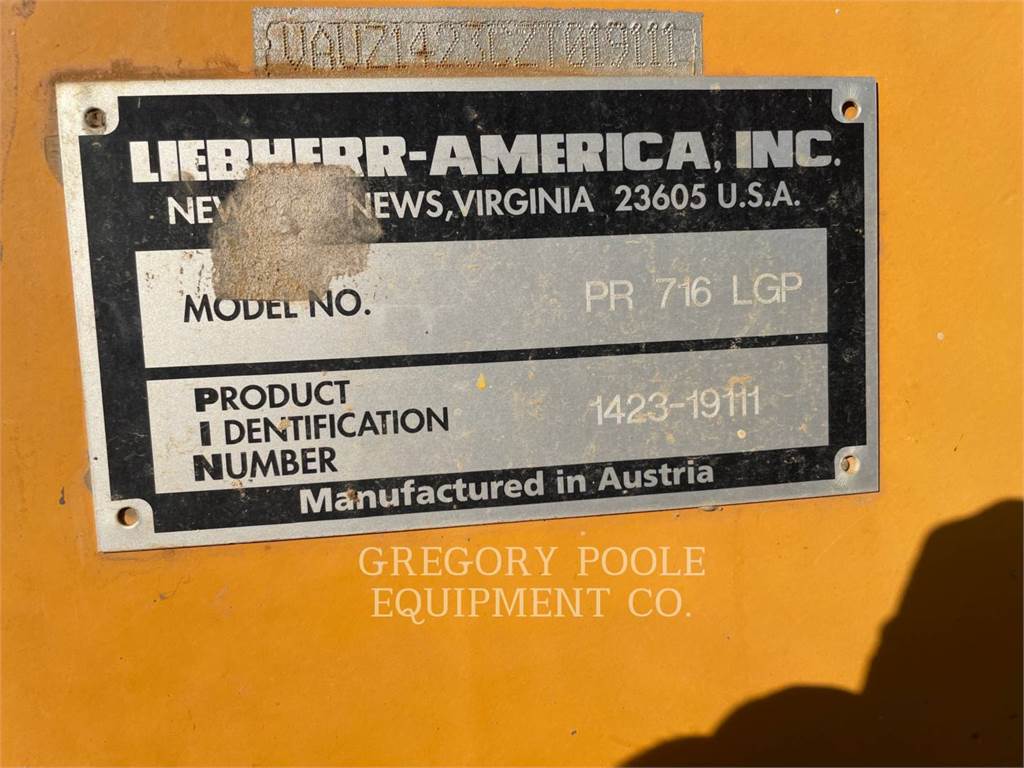 VAUZ1423CZT019111
LIEBHERR-AMERICA, INC.
NEWS, VIRGINIA 23605 U.S.A.
MODEL NO. PR 716 LGP
PRODUCT
IDENTIFICATION 1423-19111
NUMBER
Manufactured in Austria
GREGORY POOLE
EQUIPMENT CO.